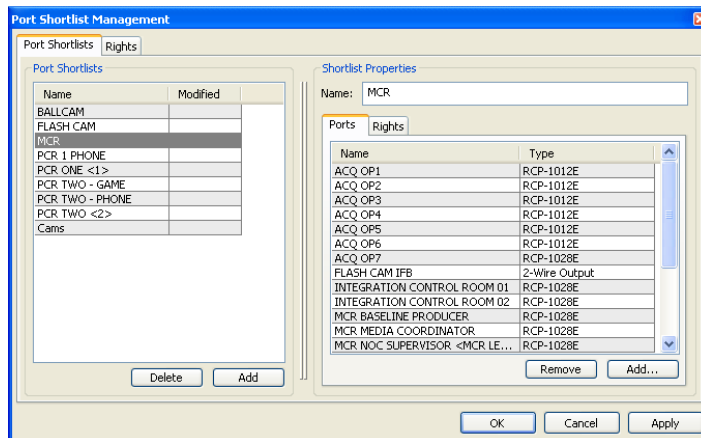 Port Shortlist Management
Port Shortlists Rights
Port Shortlists
Name Modified
BALLCAM
FLASH CAM
MCR
PCR 1 PHONE
PCR ONE <1>
PCR TWO - GAME
PCR TWO - PHONE
PCR TWO <2>
Cams
Delete Add
Shortlist Properties
Name: MCR
Ports Rights
Name Type
ACQ OP1 RCP-1012E
ACQ OP2 RCP-1012E
ACQ OP3 RCP-1012E
ACQ OP4 RCP-1012E
ACQ OP5 RCP-1012E
ACQ OP6 RCP-1012E
ACQ OP7 RCP-1028E
FLASH CAM IFB 2-Wire Output
INTEGRATION CONTROL ROOM 01 RCP-1028E
INTEGRATION CONTROL ROOM 02 RCP-1028E
MCR BASELINE PRODUCER RCP-1028E
MCR MEDIA COORDINATOR RCP-1028E
MCR NOC SUPERVISOR <MCR LE... RCP-1028E
Remove Add...
OK Cancel Apply